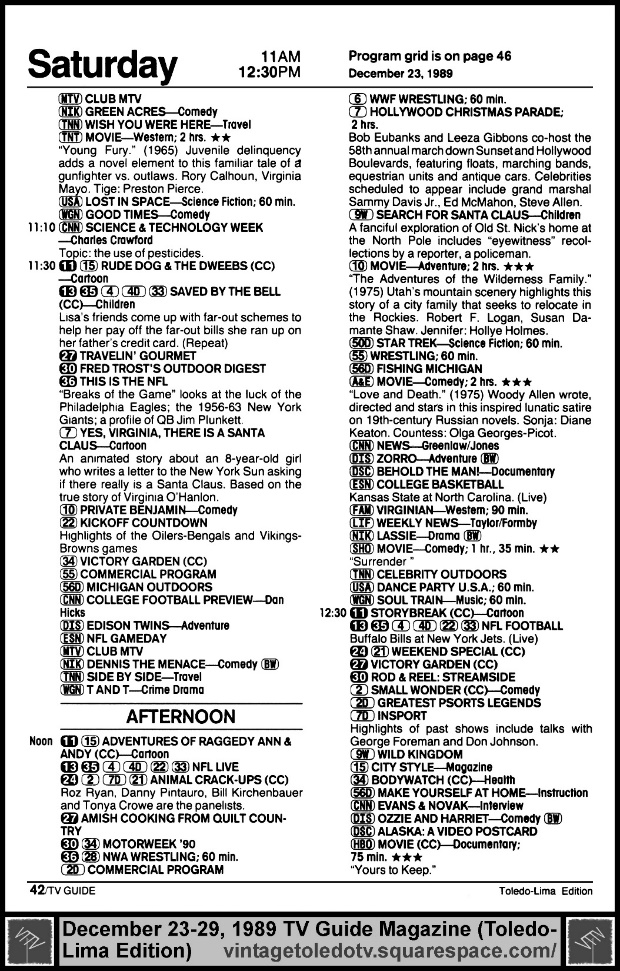 Saturday
11AM
12:30PM
Program grid is on page 46
December 23, 1989
MTV CLUB MTV
NIK GREEN ACRES—Comedy
TNN WISH YOU WERE HERE—Travel
TNT MOVIE—Western; 2 hrs. ★★
"Young Fury." (1965) Juvenile delinquency
adds a novel element to this familiar tale of a
gunfighter vs. outlaws. Rory Calhoun, Virginia
Mayo. Tige: Preston Pierce.
USA LOST IN SPACE—Science Fiction; 60 min.
WGN GOOD TIMES—Comedy
11:10 CNN SCIENCE & TECHNOLOGY WEEK
—Charles Crawford
Topic: the use of pesticides.
11:30 11 15 RUDE DOG & THE DWEEBS (CC)
—Cartoon
13 35 4 4D 33 SAVED BY THE BELL
(CC)—Children
Lisa's friends come up with far-out schemes to
help her pay off the far-out bills she ran up on
her father's credit card. (Repeat)
27 TRAVELIN' GOURMET
30 FRED TROST'S OUTDOOR DIGEST
36 THIS IS THE NFL
"Breaks of the Game" looks at the luck of the
Philadelphia Eagles; the 1956-63 New York
Giants; a profile of QB Jim Plunkett.
7 YES, VIRGINIA, THERE IS A SANTA
CLAUS—Cartoon
An animated story about an 8-year-old girl
who writes a letter to the New York Sun asking
if there really is a Santa Claus. Based on the
true story of Virginia O'Hanlon.
10 PRIVATE BENJAMIN—Comedy
22 KICKOFF COUNTDOWN
Highlights of the Oilers-Bengals and Vikings-
Browns games
34 VICTORY GARDEN (CC)
55 COMMERCIAL PROGRAM
56D MICHIGAN OUTDOORS
CNN COLLEGE FOOTBALL PREVIEW—Dan
Hicks
DIS EDISON TWINS—Adventure
ESN NFL GAMEDAY
MTV CLUB MTV
NIK DENNIS THE MENACE—Comedy BW
TNN SIDE BY SIDE—Travel
WGN T AND T—Crime Drama
AFTERNOON
Noon 11 15 ADVENTURES OF RAGGEDY ANN &
ANDY (CC)—Cartoon
13 35 4 4D 22 33 NFL LIVE
24 2 7D 21 ANIMAL CRACK-UPS (CC)
Roz Ryan, Danny Pintauro, Bill Kirchenbauer
and Tonya Crowe are the panelists.
27 AMISH COOKING FROM QUILT COUN-
TRY
30 34 MOTORWEEK '90
36 28 NWA WRESTLING; 60 min.
2D COMMERCIAL PROGRAM
6 WWF WRESTLING; 60 min.
7 HOLLYWOOD CHRISTMAS PARADE;
2 hrs.
Bob Eubanks and Leeza Gibbons co-host the
58th annual march down Sunset and Hollywood
Boulevards, featuring floats, marching bands,
equestrian units and antique cars. Celebrities
scheduled to appear include grand marshal
Sammy Davis Jr., Ed McMahon, Steve Allen.
9W SEARCH FOR SANTA CLAUS—Children
A fanciful exploration of Old St. Nick's home at
the North Pole includes "eyewitness" recol-
lections by a reporter, a policeman.
10 MOVIE—Adventure; 2 hrs. ★★★
"The Adventures of the Wilderness Family."
(1975) Utah's mountain scenery highlights this
story of a city family that seeks to relocate in
the Rockies. Robert F. Logan, Susan Da-
mante Shaw. Jennifer: Hollye Holmes.
50D STAR TREK—Science Fiction; 60 min.
55 WRESTLING; 60 min.
56D FISHING MICHIGAN
A&E MOVIE—Comedy; 2 hrs. ★★★
"Love and Death." (1975) Woody Allen wrote,
directed and stars in this inspired lunatic satire
on 19th-century Russian novels. Sonja: Diane
Keaton. Countess: Olga Georges-Picot.
CNN NEWS—Greenlaw/Jones
DIS ZORRO—Adventure BW
DSC BEHOLD THE MAN!—Documentary
ESN COLLEGE BASKETBALL
Kansas State at North Carolina. (Live)
FAM VIRGINIAN—Western; 90 min.
LIF WEEKLY NEWS—Taylor/Formby
NIK LASSIE—Drama BW
SHO MOVIE—Comedy; 1 hr., 35 min. ★★
"Surrender "
TNN CELEBRITY OUTDOORS
USA DANCE PARTY U.S.A.; 60 min.
WGN SOUL TRAIN—Music; 60 min.
12:30 11 STORYBREAK (CC)—Cartoon
13 35 4 4D 22 33 NFL FOOTBALL
Buffalo Bills at New York Jets. (Live)
24 21 WEEKEND SPECIAL (CC)
27 VICTORY GARDEN (CC)
30 ROD & REEL: STREAMSIDE
2 SMALL WONDER (CC)—Comedy
2D GREATEST PSORTS LEGENDS
7D INSPORT
Highlights of past shows include talks with
George Foreman and Don Johnson.
9W WILD KINGDOM
15 CITY STYLE—Magazine
34 BODYWATCH (CC)—Health
56D MAKE YOURSELF AT HOME—Instruction
CNN EVANS & NOVAK—Interview
DIS OZZIE AND HARRIET—Comedy BW
DSC ALASKA: A VIDEO POSTCARD
HBO MOVIE (CC)—Documentary;
75 min. ★★★
"Yours to Keep."
42/TV GUIDE
Toledo-Lima Edition
December 23-29, 1989 TV Guide Magazine (Toledo-
Lima Edition) vintagetoledotv.squarespace.com/